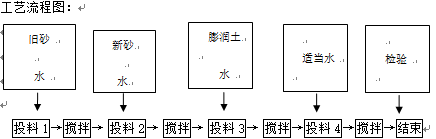 工艺流程图：
旧砂
水
新砂
水
膨润土
水
适当水
检验
投料 1 搅拌 投料 2 搅拌 投料 3 搅拌 投料 4 搅拌 结束